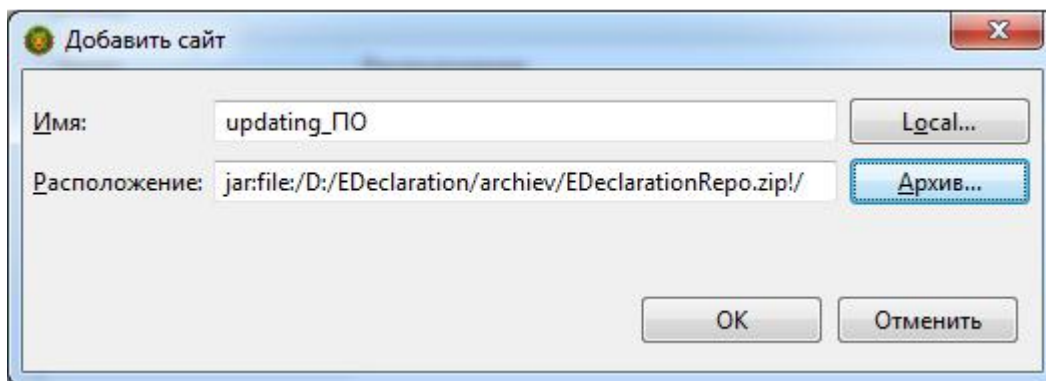 Добавить сайт
Имя: updating_ПО Local...
Расположение: jar:file:/D:/EDeclaration/archiev/EDeclarationRepo.zip!/ Архив...
OK Отменить